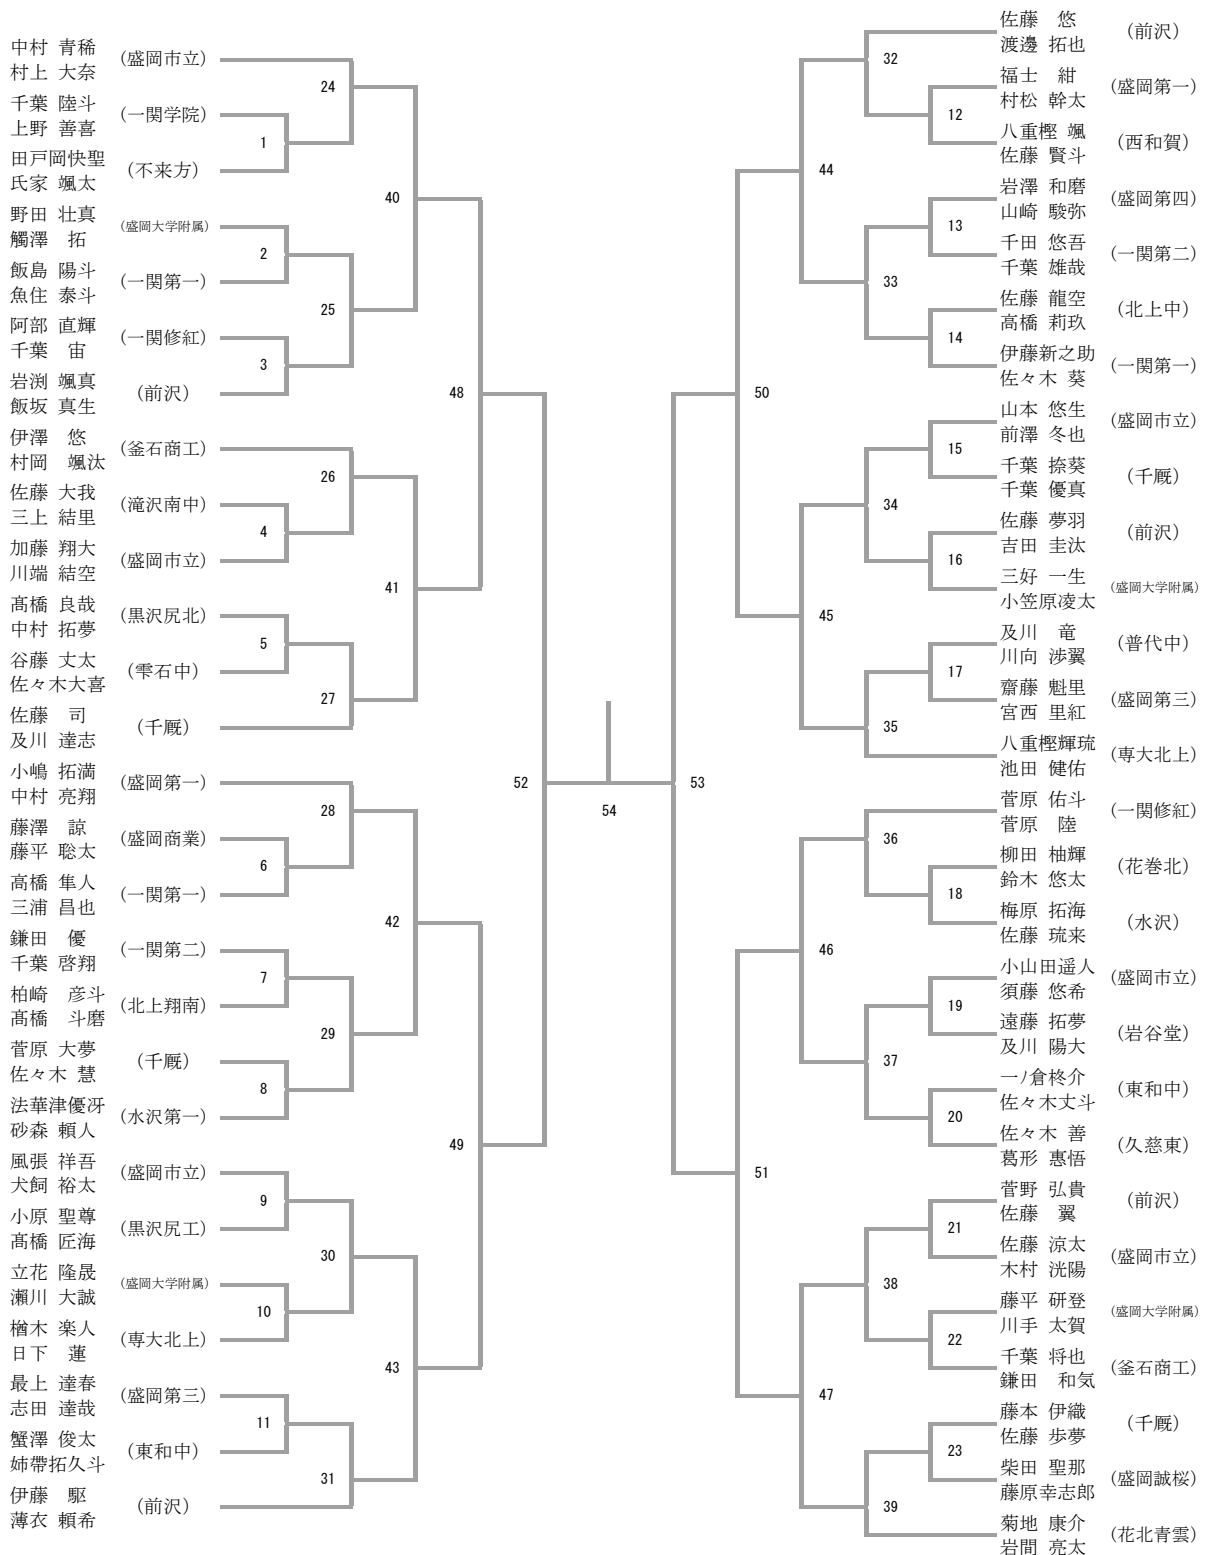 中村 青稀
村上 大奈
(盛岡市立)
千葉 陸斗
上野 善喜
(一関学院)
田戸岡快聖
氏家 颯太
(不来方)
野田 壮真
觸澤 拓
(盛岡大学附属)
飯島 陽斗
魚住 泰斗
(一関第一)
阿部 直輝
千葉 宙
(一関修紅)
岩渕 颯真
飯坂 真生
(前沢)
伊澤 悠
村岡 颯汰
(釜石商工)
佐藤 大我
三上 結里
(滝沢南中)
加藤 翔大
川端 結空
(盛岡市立)
髙橋 良哉
中村 拓夢
(黒沢尻北)
谷藤 丈太
佐々木大喜
(雫石中)
佐藤 司
及川 達志
(千厩)
小嶋 拓満
中村 亮翔
(盛岡第一)
藤澤 諒
藤平 聡太
(盛岡商業)
高橋 隼人
三浦 昌也
(一関第一)
鎌田 優
千葉 啓翔
(一関第二)
柏崎 彦斗
髙橋 斗磨
(北上翔南)
菅原 大夢
佐々木 慧
(千厩)
法華津優冴
砂森 頼人
(水沢第一)
風張 祥吾
犬飼 裕太
(盛岡市立)
小原 聖尊
髙橋 匠海
(黒沢尻工)
立花 隆晟
瀨川 大誠
(盛岡大学附属)
楢木 楽人
日下 蓮
(専大北上)
最上 達春
志田 達哉
(盛岡第三)
蟹澤 俊太
姉帶拓久斗
(東和中)
伊藤 駆
薄衣 頼希
(前沢)
1
2
3
4
5
6
7
8
9
10
11
24
25
26
27
28
29
30
31
40
41
42
43
48
49
52
54
53
50
51
44
45
46
47
32
33
34
35
36
37
38
39
12
13
14
15
16
17
18
19
20
21
22
23
佐藤 悠
渡邊 拓也
(前沢)
福士 紺
村松 幹太
(盛岡第一)
八重樫 颯
佐藤 賢斗
(西和賀)
岩澤 和磨
山崎 駿弥
(盛岡第四)
千田 悠吾
千葉 雄哉
(一関第二)
佐藤 龍空
高橋 莉玖
(北上中)
伊藤新之助
佐々木 葵
(一関第一)
山本 悠生
前澤 冬也
(盛岡市立)
千葉 捺葵
千葉 優真
(千厩)
佐藤 夢羽
吉田 圭汰
(前沢)
三好 一生
小笠原凌太
(盛岡大学附属)
及川 竜
川向 渉翼
(普代中)
齋藤 魁里
宮西 里紅
(盛岡第三)
八重樫輝琉
池田 健佑
(専大北上)
菅原 佑斗
菅原 陸
(一関修紅)
柳田 柚輝
鈴木 悠太
(花巻北)
梅原 拓海
佐藤 琉来
(水沢)
小山田遥人
須藤 悠希
(盛岡市立)
遠藤 拓夢
及川 陽大
(岩谷堂)
一ノ倉柊介
佐々木丈斗
(東和中)
佐々木 善
葛形 惠悟
(久慈東)
菅野 弘貴
佐藤 翼
(前沢)
佐藤 涼太
木村 洸陽
(盛岡市立)
藤平 研登
川手 太賀
(盛岡大学附属)
千葉 将也
鎌田 和気
(釜石商工)
藤本 伊織
佐藤 歩夢
(千厩)
柴田 聖那
藤原幸志郎
(盛岡誠桜)
菊地 康介
岩間 亮太
(花北青雲)